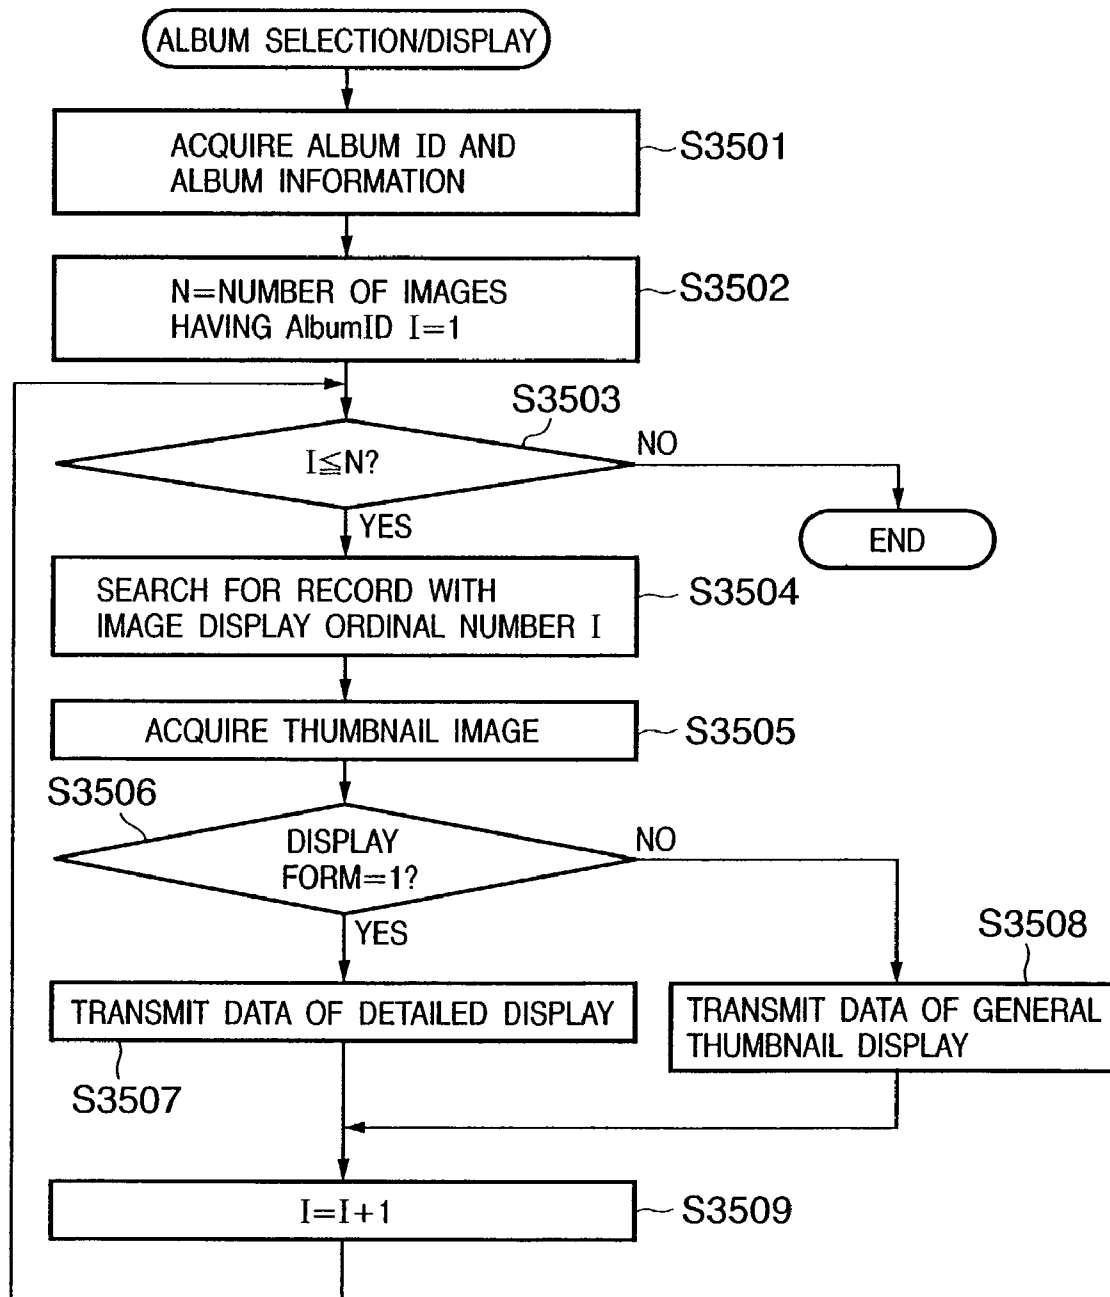 ALBUM SELECTION/DISPLAY
ACQUIRE ALBUM ID AND
ALBUM INFORMATION
S3501
N=NUMBER OF IMAGES
HAVING AlbumID I=1
S3502
S3503
I≦N?
NO
YES
END
SEARCH FOR RECORD WITH
IMAGE DISPLAY ORDINAL NUMBER I
S3504
ACQUIRE THUMBNAIL IMAGE
S3505
S3506
DISPLAY
FORM=1?
NO
YES
S3508
TRANSMIT DATA OF DETAILED DISPLAY
S3507
TRANSMIT DATA OF GENERAL
THUMBNAIL DISPLAY
I=I+1
S3509